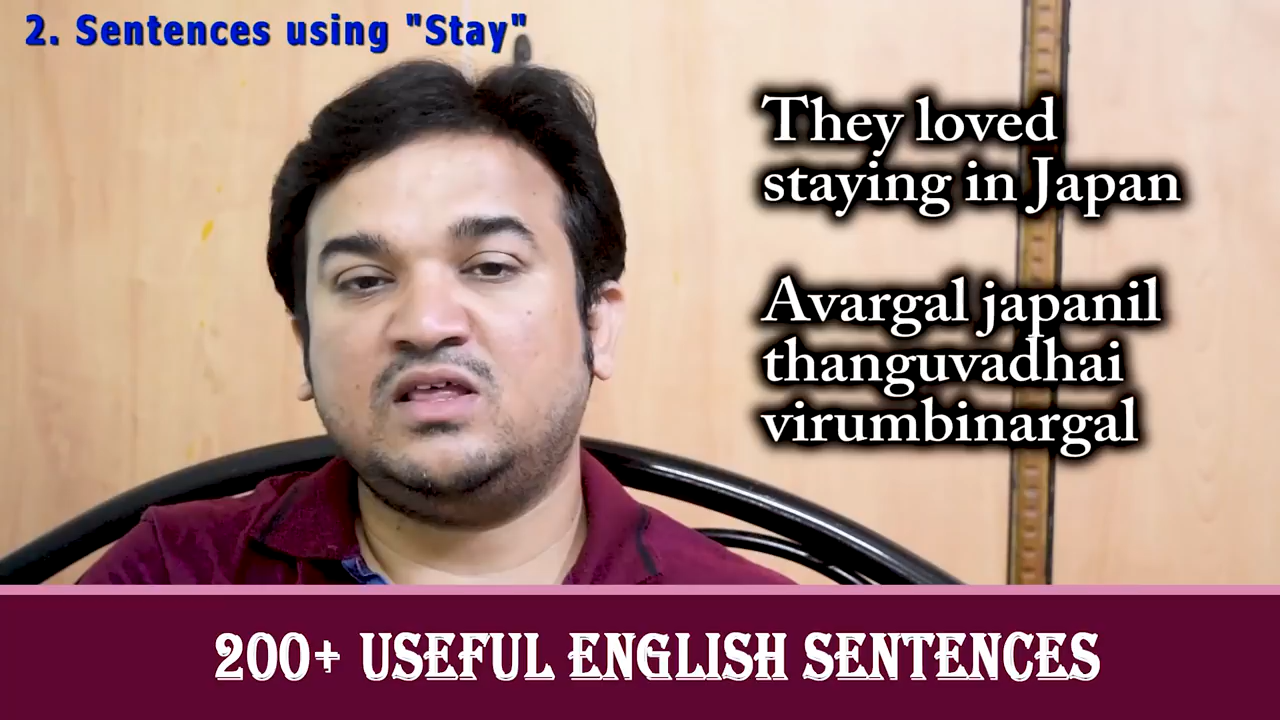 2. Sentences using "Stay"
They loved
staying in Japan
Avargal japanil
thanguvadhai
virumbinargal
200+ USEFUL ENGLISH SENTENCES